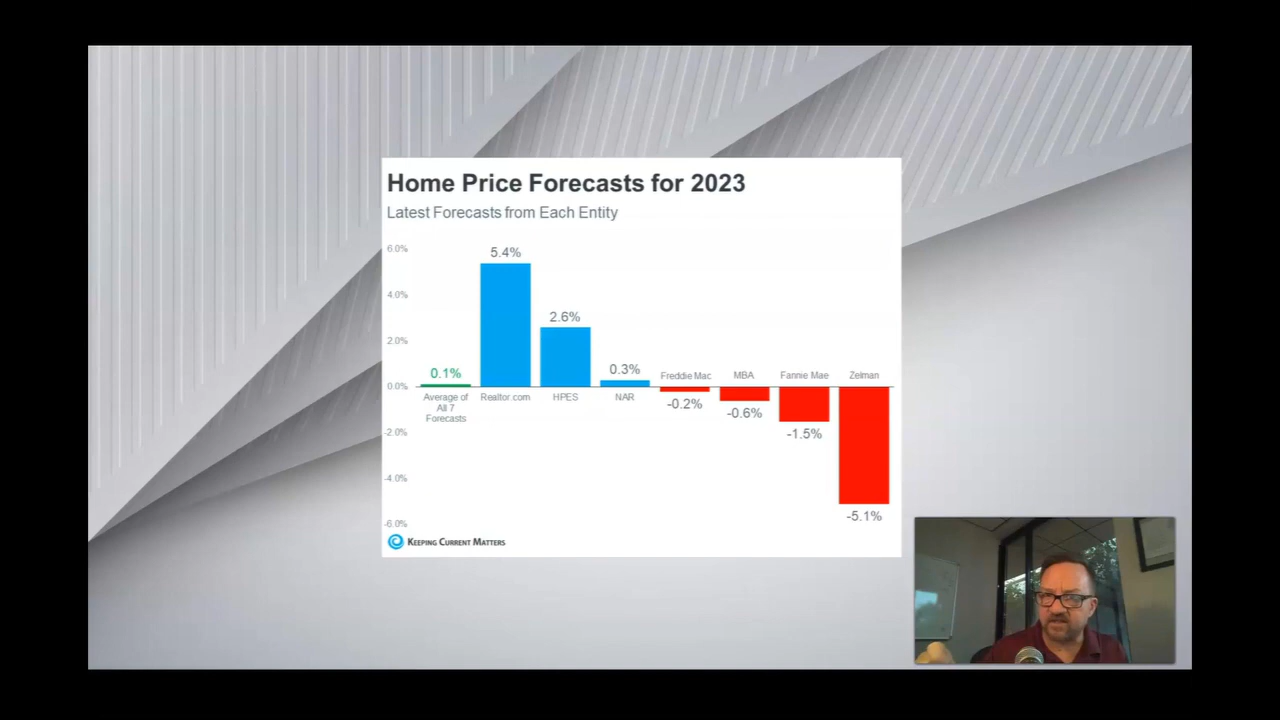 Home Price Forecasts for 2023
Latest Forecasts from Each Entity
6.0%
4.0%
2.0%
0.0%
-2.0%
-4.0%
-6.0%
0.1%
5.4%
2.6%
0.3%
Freddie Mac
MBA
Fannie Mae
Zelman
Average of
All 7
Forecasts
Realtor.com
HPES
NAR
-0.2%
-0.6%
-1.5%
-5.1%
KEEPING CURRENT MATTERS